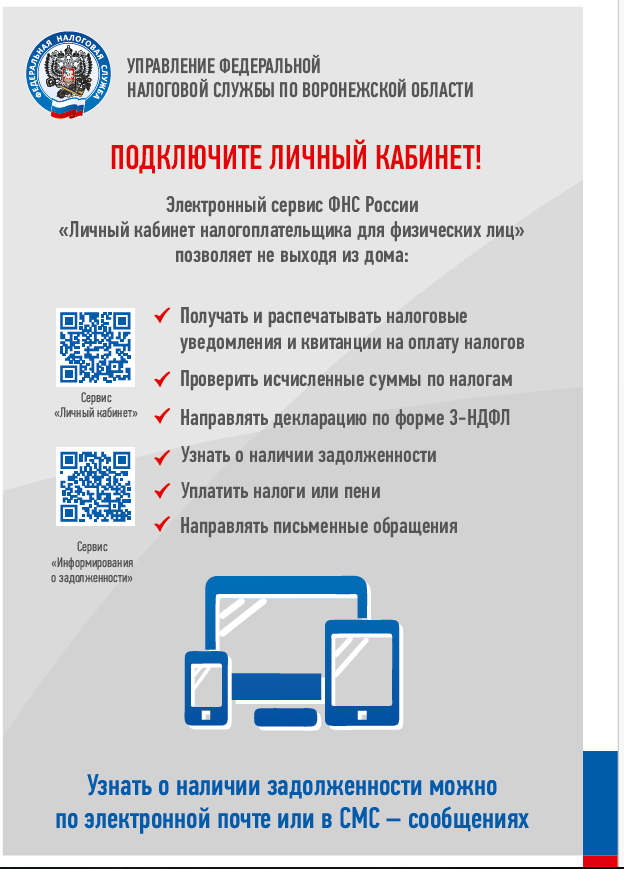 ФЕДЕРАЛЬНАЯ НАЛОГОВАЯ СЛУЖБА
УПРАВЛЕНИЕ ФЕДЕРАЛЬНОЙ
НАЛОГОВОЙ СЛУЖБЫ ПО ВОРОНЕЖСКОЙ ОБЛАСТИ
ПОДКЛЮЧИТЕ ЛИЧНЫЙ КАБИНЕТ!
Электронный сервис ФНС России
«Личный кабинет налогоплательщика для физических лиц»
позволяет не выходя из дома:
Получать и распечатывать налоговые
уведомления и квитанции на оплату налогов
Проверить исчисленные суммы по налогам
Направлять декларацию по форме 3-НДФЛ
Узнать о наличии задолженности
Уплатить налоги или пени
Направлять письменные обращения
Сервис
«Личный кабинет»
Сервис
«Информирования
о задолженности»
Узнать о наличии задолженности можно
по электронной почте или в СМС – сообщениях